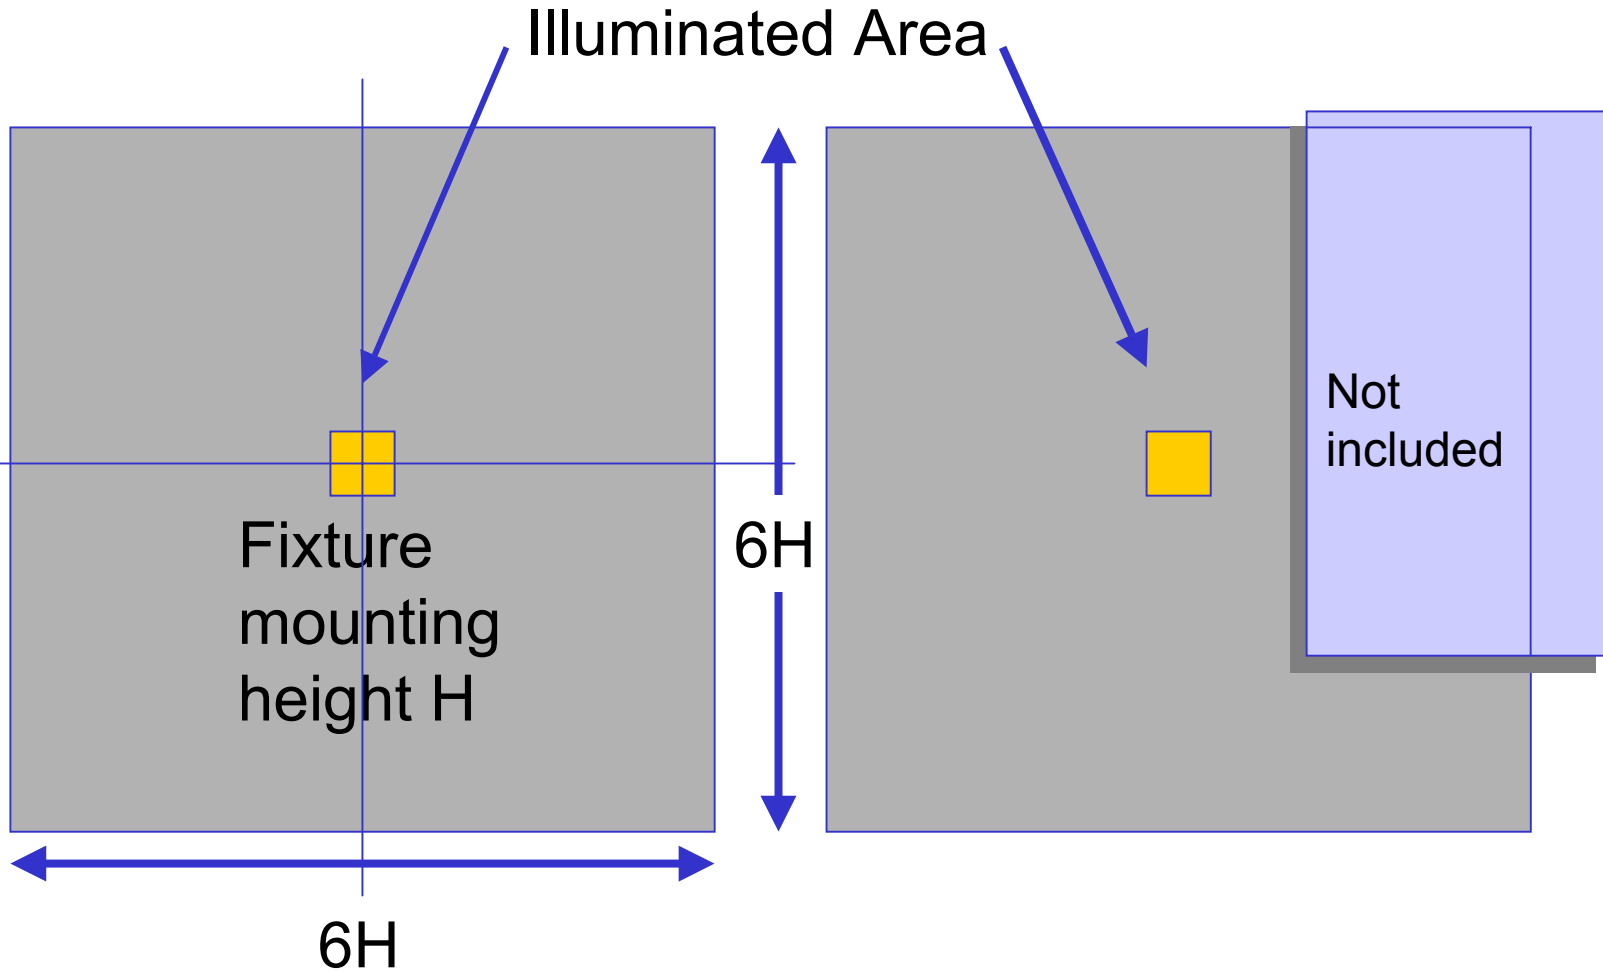 Illuminated Area
Not
included
Fixture
mounting
height H
6H
6H